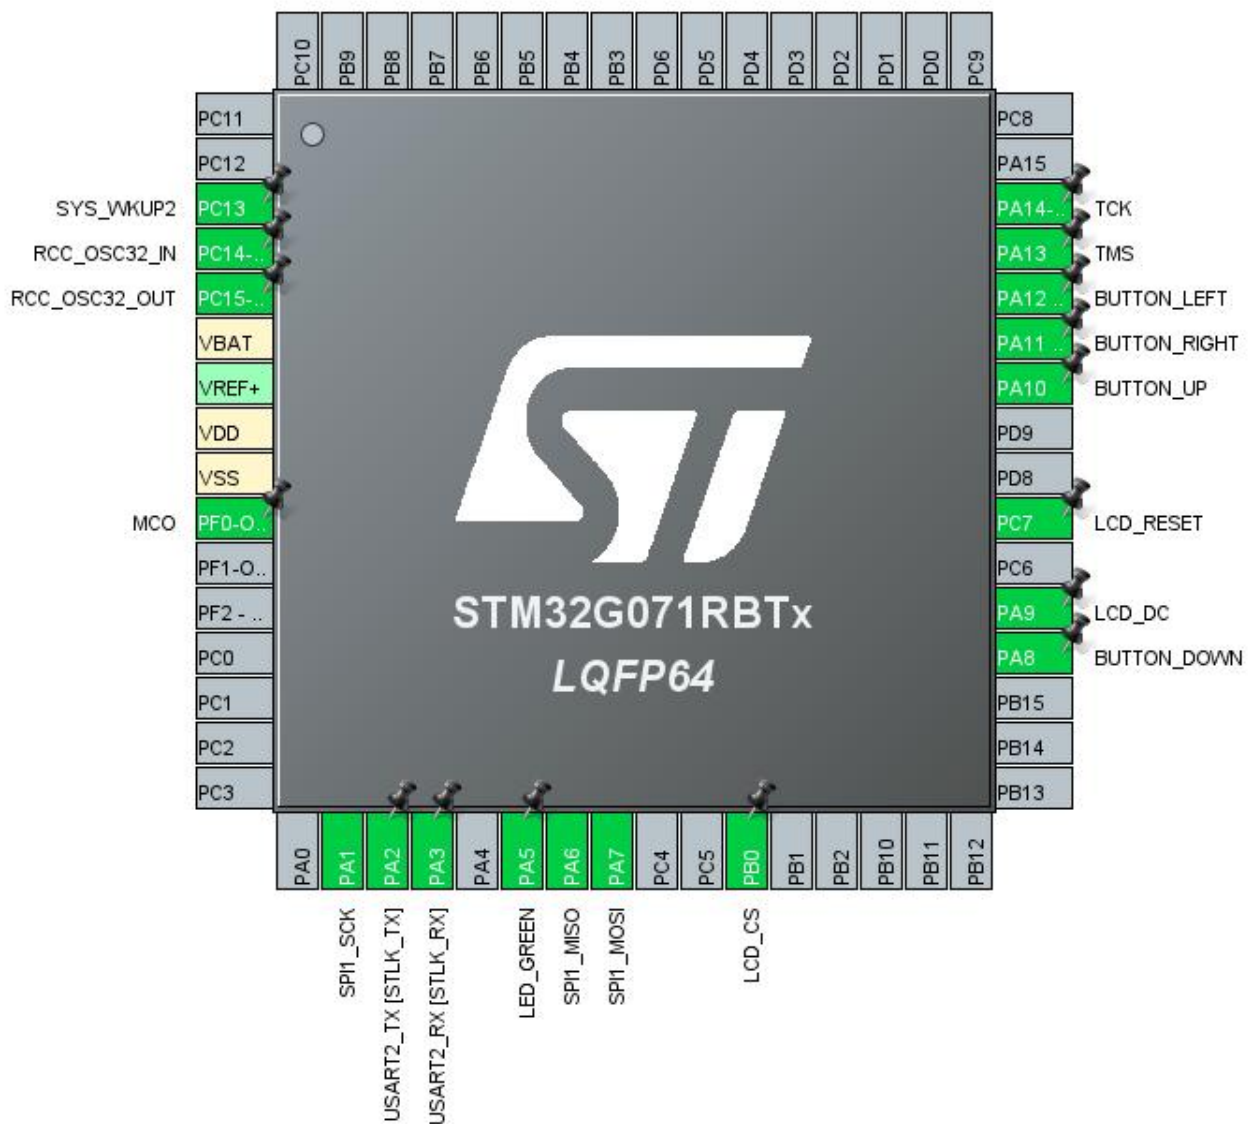 PC10 PB9 PB8 PB7 PB6 PB5 PB4 PB3 PD6 PD5 PD4 PD3 PD2 PD1 PD0 PC9
PC11 PC8
PC12 PA15
SYS_WKUP2 PC13 PA14-.. TCK
RCC_OSC32_IN PC14-.. PA13 TMS
RCC_OSC32_OUT PC15-.. PA12 .. BUTTON_LEFT
VBAT PA11 .. BUTTON_RIGHT
VREF+ PA10 BUTTON_UP
VDD PD9
VSS PD8
MCO PF0-O.. PC7 LCD_RESET
PF1-O.. PC6
PF2 - .. PA9 LCD_DC
PC0 PA8 BUTTON_DOWN
PC1 PB15
PC2 PB14
PC3 PB13
STM32G071RBTx
LQFP64
PA0 PA1 PA2 PA3 PA4 PA5 PA6 PA7 PC4 PC5 PB0 PB1 PB2 PB10 PB11 PB12
SPI1_SCK
USART2_TX [STLK_TX]
USART2_RX [STLK_RX]
LED_GREEN
SPI1_MISO
SPI1_MOSI
LCD_CS